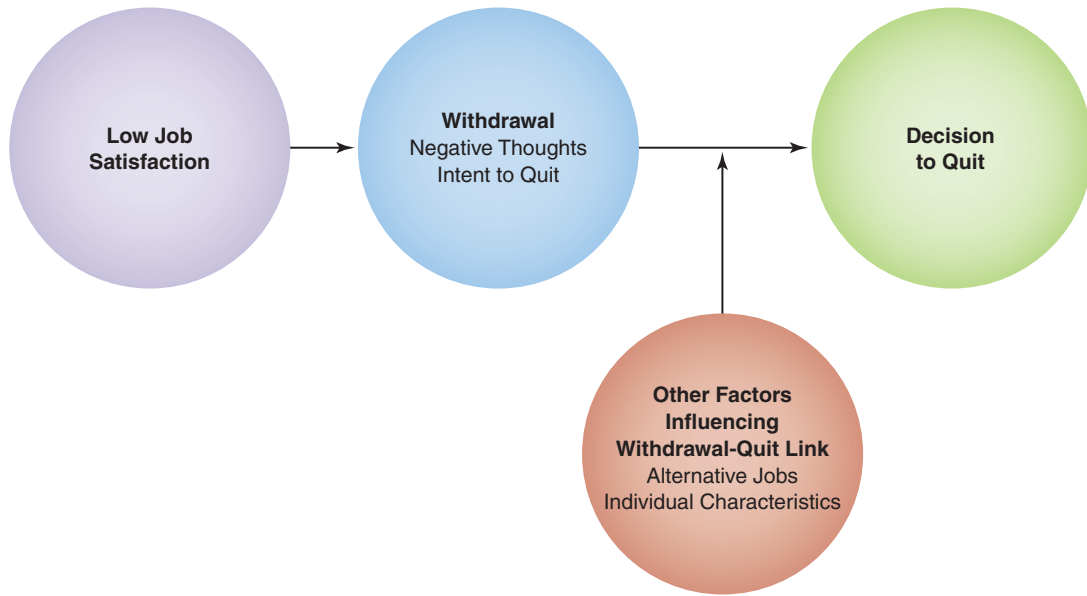 Low Job
Satisfaction
Withdrawal
Negative Thoughts
Intent to Quit
Decision
to Quit
Other Factors
Influencing
Withdrawal-Quit Link
Alternative Jobs
Individual Characteristics